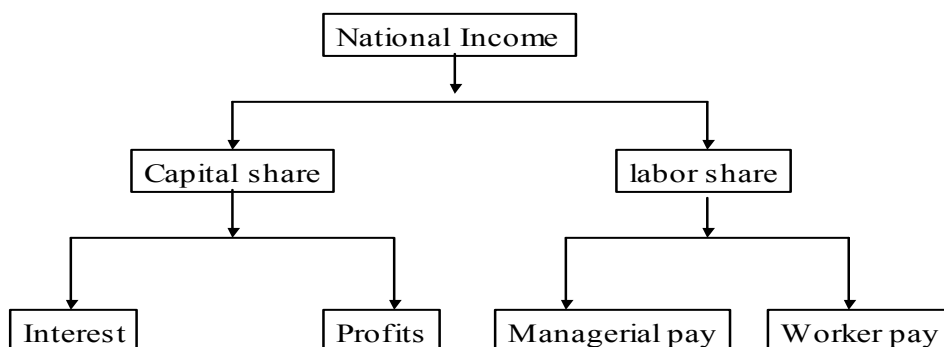 National Income
Capital share
labor share
Interest
Profits
Managerial pay
Worker pay